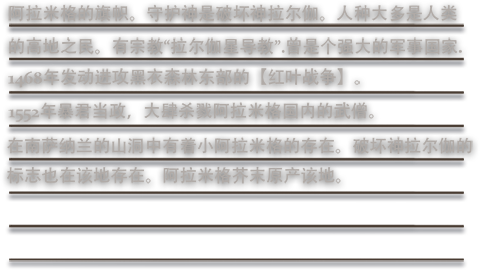 阿拉米格的旗帜。守护神是破坏神拉尔伽。人种大多是人类
的高地之民。有宗教“拉尔伽星导教”.曾是个强大的军事国家.
1468年发动进攻黑衣森林东部的【红叶战争】。
1552年暴君当政，大肆杀戮阿拉米格国内的武僧。
在南萨纳兰的山洞中有着小阿拉米格的存在。破坏神拉尔伽的
标志也在该地存在。阿拉米格芥末原产该地。